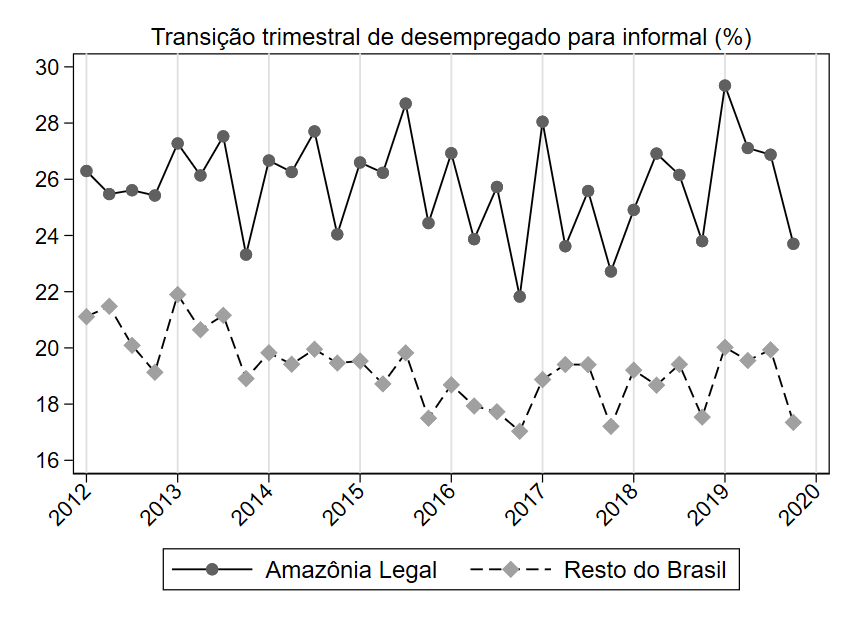 Transição trimestral de desempregado para informal (%)
30
28
26
24
22
20
18
16
2012 2013 2014 2015 2016 2017 2018 2019 2020
Amazônia Legal Resto do Brasil